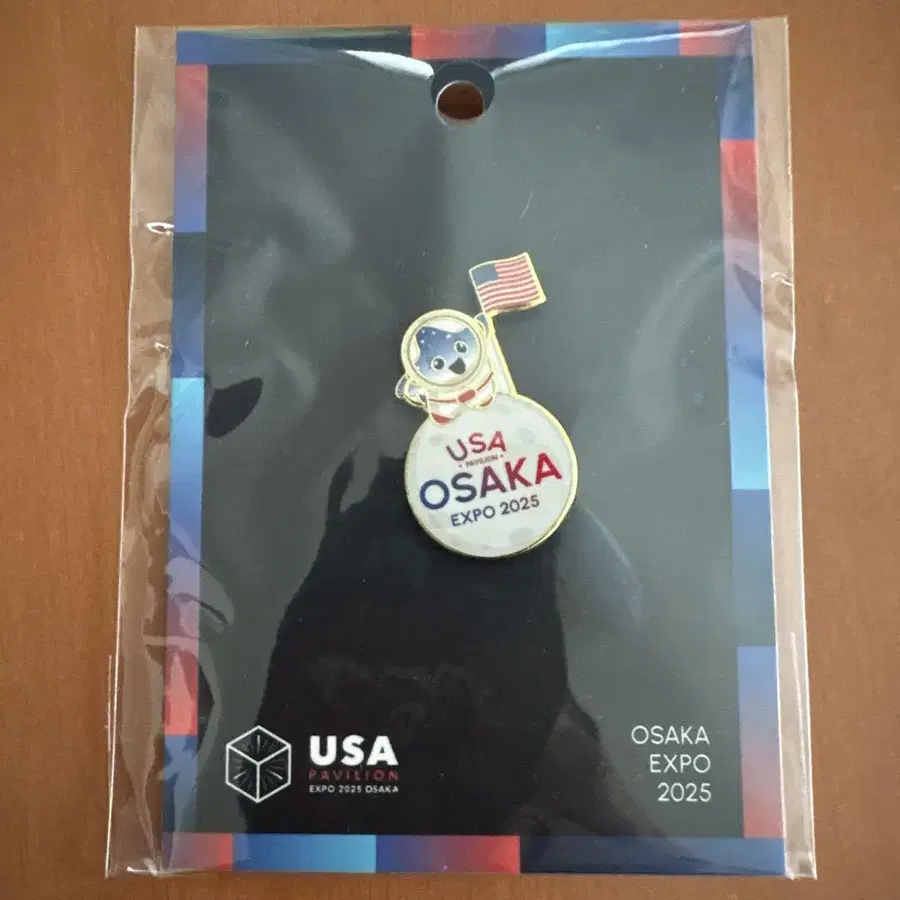 USA
• PAVILION •
OSAKA
EXPO 2025
USA
PAVILION
EXPO 2025 OSAKA
OSAKA
EXPO
2025